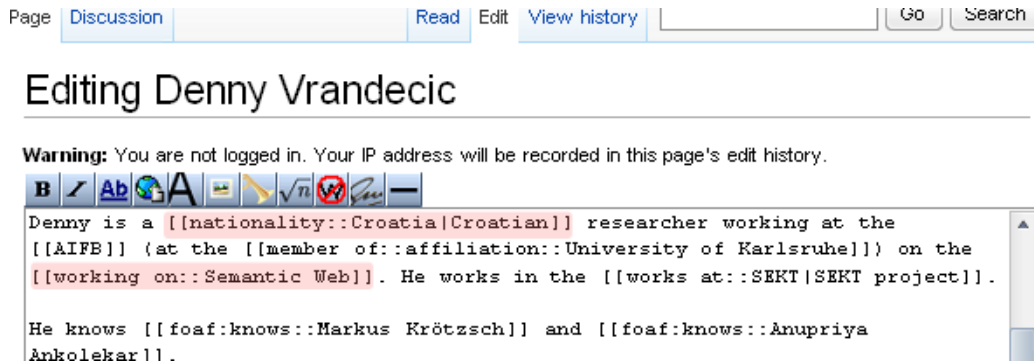 Page Discussion Read Edit View history Go Search
Editing Denny Vrandecic
Warning: You are not logged in. Your IP address will be recorded in this page's edit history.
B I Ab A √n W
Denny is a [[nationality::Croatia|Croatian]] researcher working at the
[[AIFB]] (at the [[member of::affiliation::University of Karlsruhe]]) on the
[[working on::Semantic Web]]. He works in the [[works at::SEKT|SEKT project]].
He knows [[foaf:knows::Markus Krötzsch]] and [[foaf:knows::Anupriya
Ankolekar]].